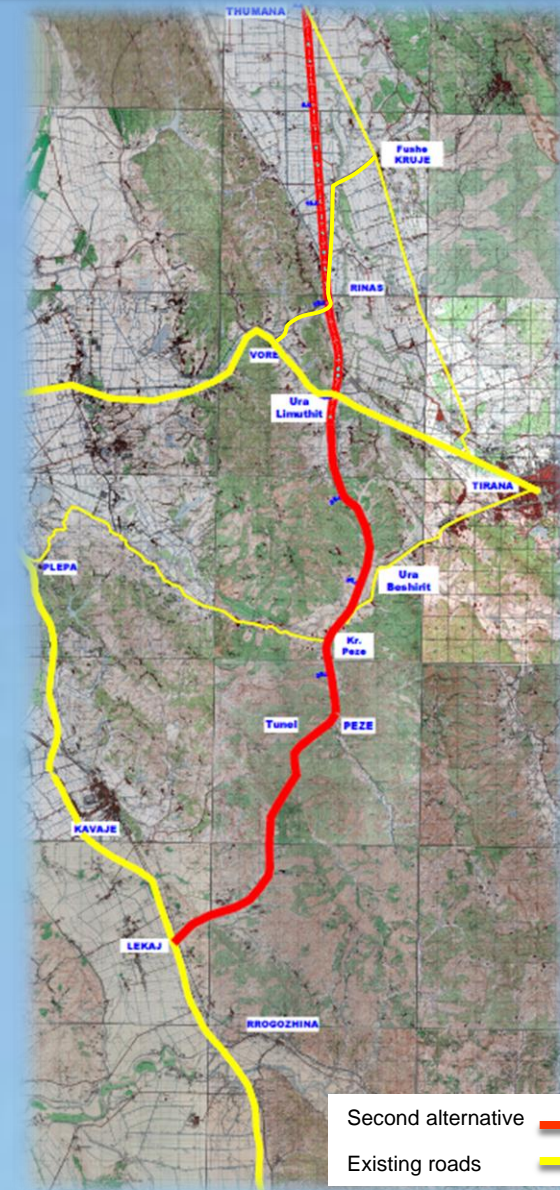 THUMANA
Fushe
KRUJE
RINAS
VORE
Ura
Limuthit
TIRANA
PLEPA
Ura
Beshirit
Kr.
Peze
Tunel
PEZE
KAVAJE
LEKAJ
RROGOZHINA
Second alternative
Existing roads